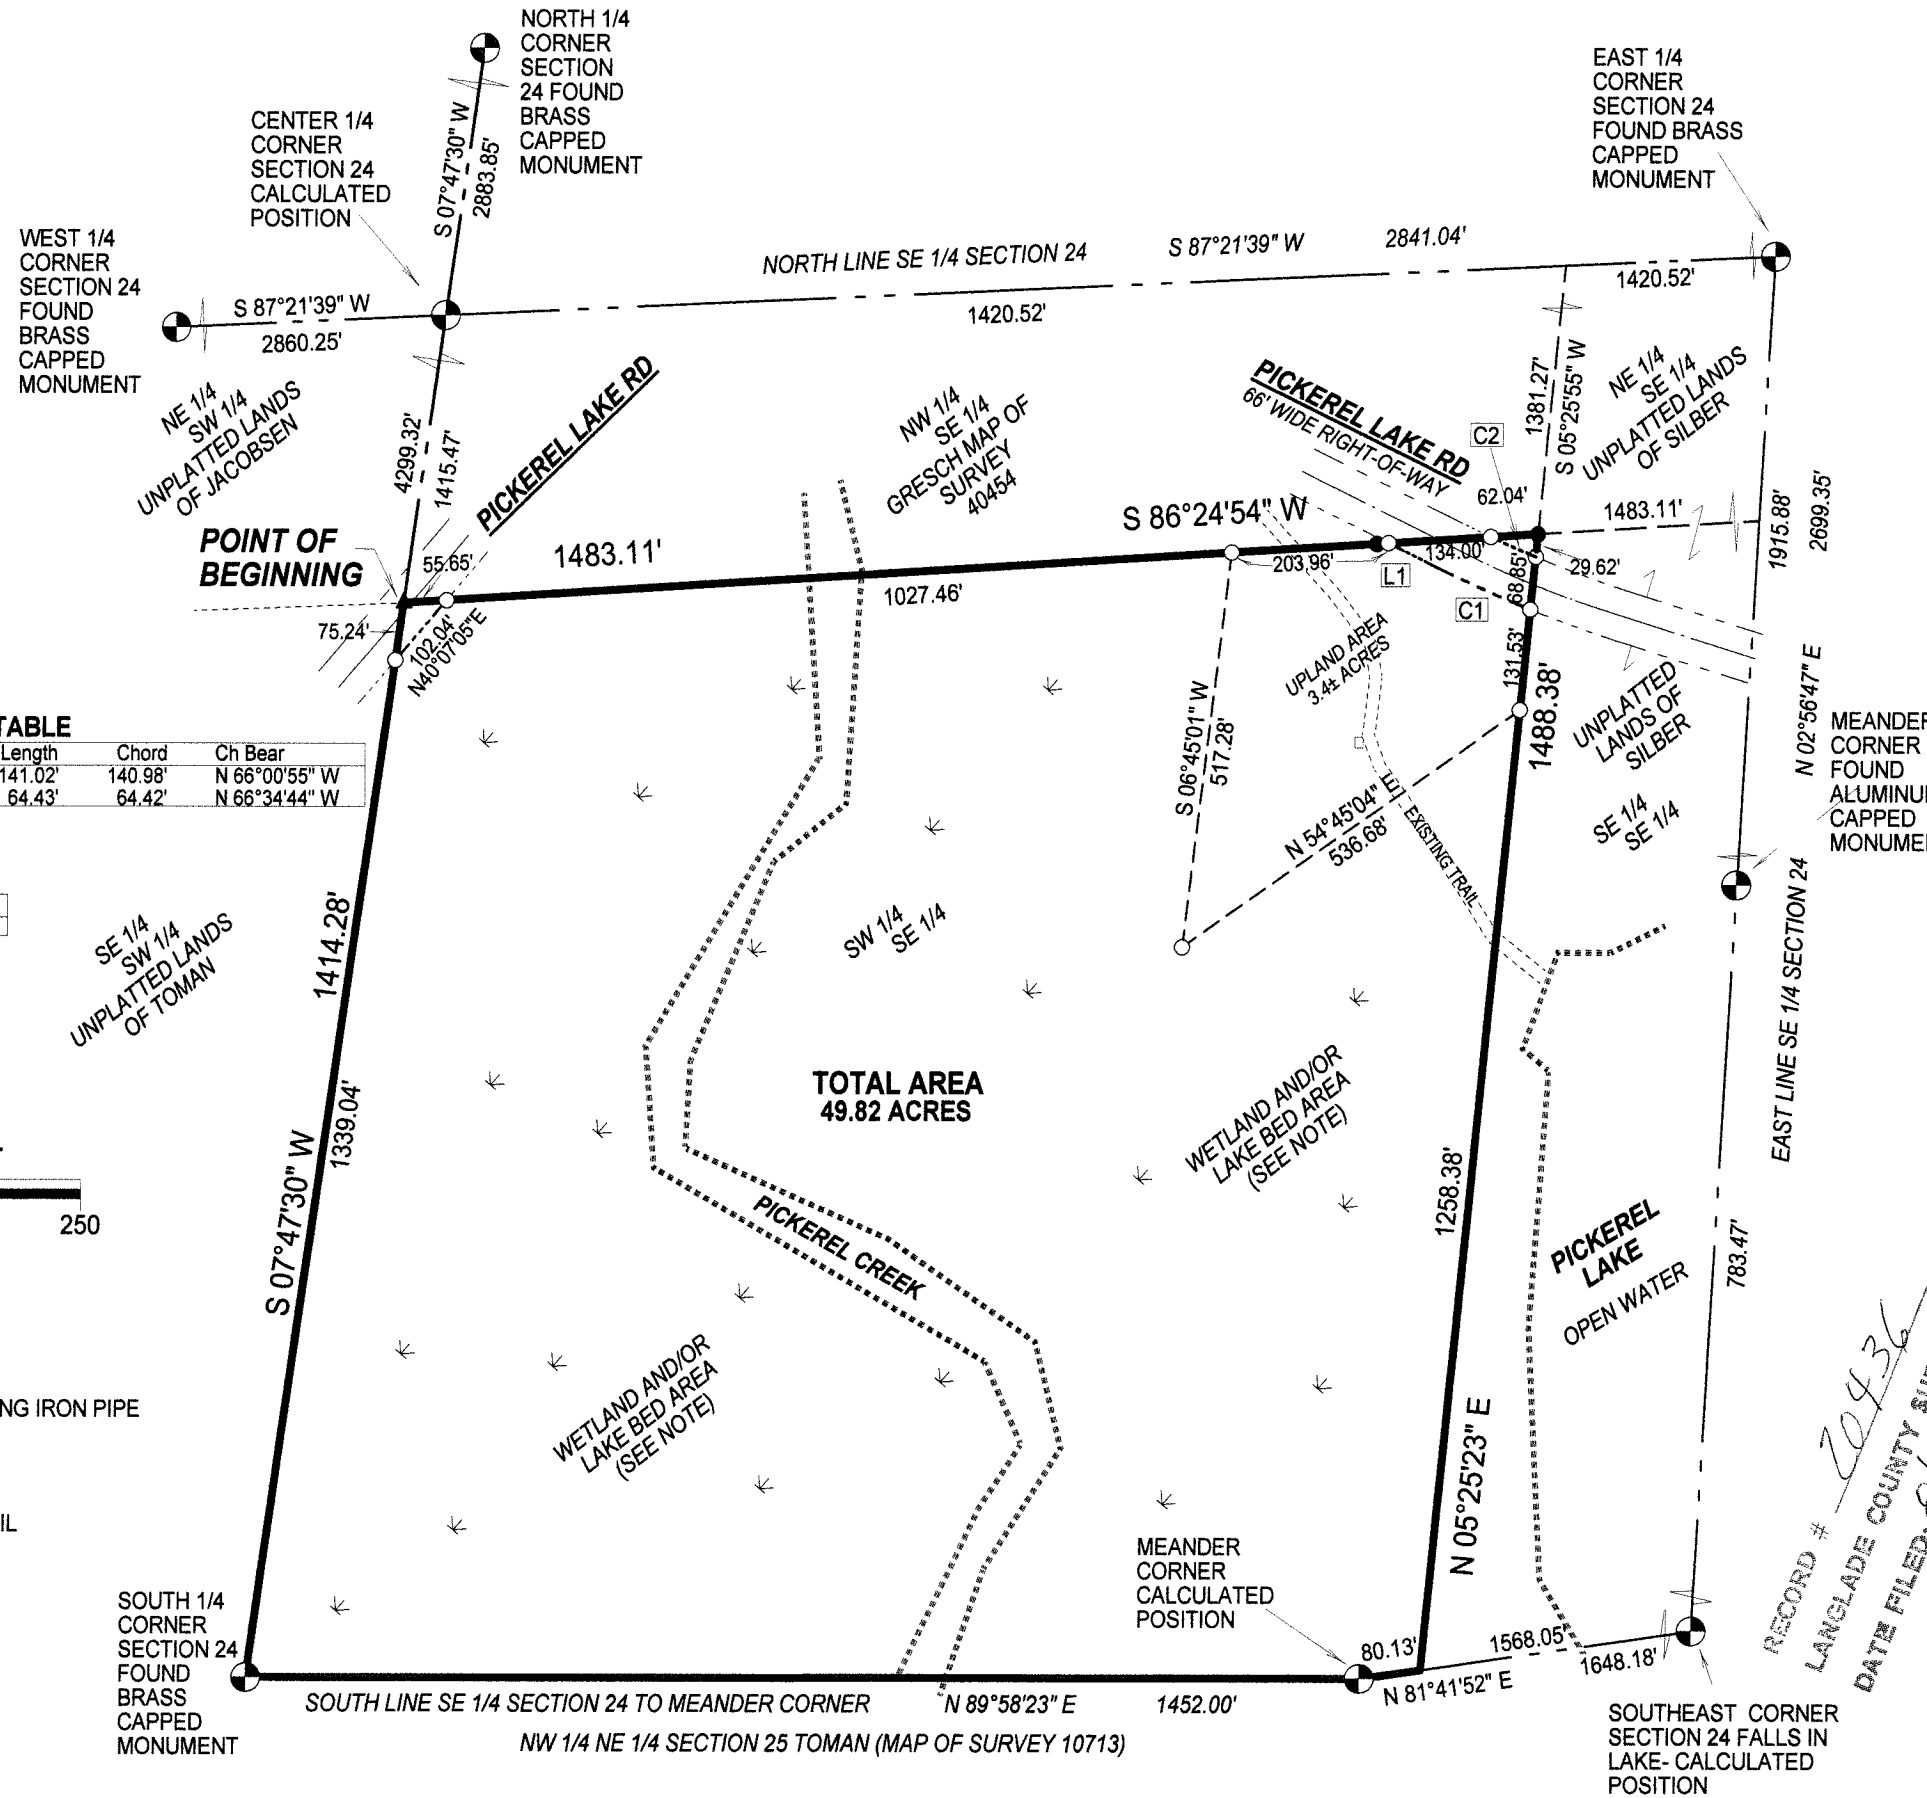 NORTH 1/4
CORNER
SECTION
24 FOUND
BRASS
CAPPED
MONUMENT
EAST 1/4
CORNER
SECTION 24
FOUND BRASS
CAPPED
MONUMENT
CENTER 1/4
CORNER
SECTION 24
CALCULATED
POSITION
S 07°47'30" W
2883.85'
WEST 1/4
CORNER
SECTION 24
FOUND
BRASS
CAPPED
MONUMENT
S 87°21'39" W
2860.25'
NORTH LINE SE 1/4 SECTION 24
S 87°21'39" W
2841.04'
1420.52'
1420.52'
NE 1/4
SW 1/4
UNPLATTED LANDS
OF JACOBSEN
4299.32'
1415.47'
PICKEREL LAKE RD
NW 1/4
SE 1/4
GRESCH MAP OF
SURVEY
40454
PICKEREL LAKE RD
66' WIDE RIGHT-OF-WAY
C2
62.04'
1381.27'
S 05°25'55" W
NE 1/4
SE 1/4
UNPLATTED LANDS
OF SILBER
1483.11'
1915.88'
2699.35'
POINT OF
BEGINNING
55.65'
1483.11'
S 86°24'54" W
1027.46'
203.96'
134.00'
L1
68.85'
29.62'
C1
75.24'
102.04'
N40°07'05"E
UPLAND AREA
3.4± ACRES
131.53'
1488.38'
UNPLATTED
LANDS OF
SILBER
N 02°56'47" E
MEANDER
CORNER
FOUND
ALUMINUM
CAPPED
MONUMENT
TABLE
Length Chord Ch Bear
141.02' 140.98' N 66°00'55" W
64.43' 64.42' N 66°34'44" W
S 06°45'01" W
517.28'
N 54°45'04"
536.68'
EXISTING TRAIL
SE 1/4
SE 1/4
SE 1/4
SW 1/4
UNPLATTED LANDS
OF TOMAN
1414.28'
SW 1/4
SE 1/4
EAST LINE SE 1/4 SECTION 24
TOTAL AREA
49.82 ACRES
WETLAND AND/OR
LAKE BED AREA
(SEE NOTE)
1339.04'
S 07°47'30" W
250
PICKEREL CREEK
1258.38'
PICKEREL
LAKE
OPEN WATER
783.47'
WETLAND AND/OR
LAKE BED AREA
(SEE NOTE)
NG IRON PIPE
IL
N 05°25'23" E
RECORD #
LANGLADE COUNTY
DATE FILED:
MEANDER
CORNER
CALCULATED
POSITION
SOUTH 1/4
CORNER
SECTION 24
FOUND
BRASS
CAPPED
MONUMENT
80.13'
1568.05'
1648.18'
N 81°41'52" E
SOUTH LINE SE 1/4 SECTION 24 TO MEANDER CORNER
N 89°58'23" E
1452.00'
NW 1/4 NE 1/4 SECTION 25 TOMAN (MAP OF SURVEY 10713)
SOUTHEAST CORNER
SECTION 24 FALLS IN
LAKE- CALCULATED
POSITION